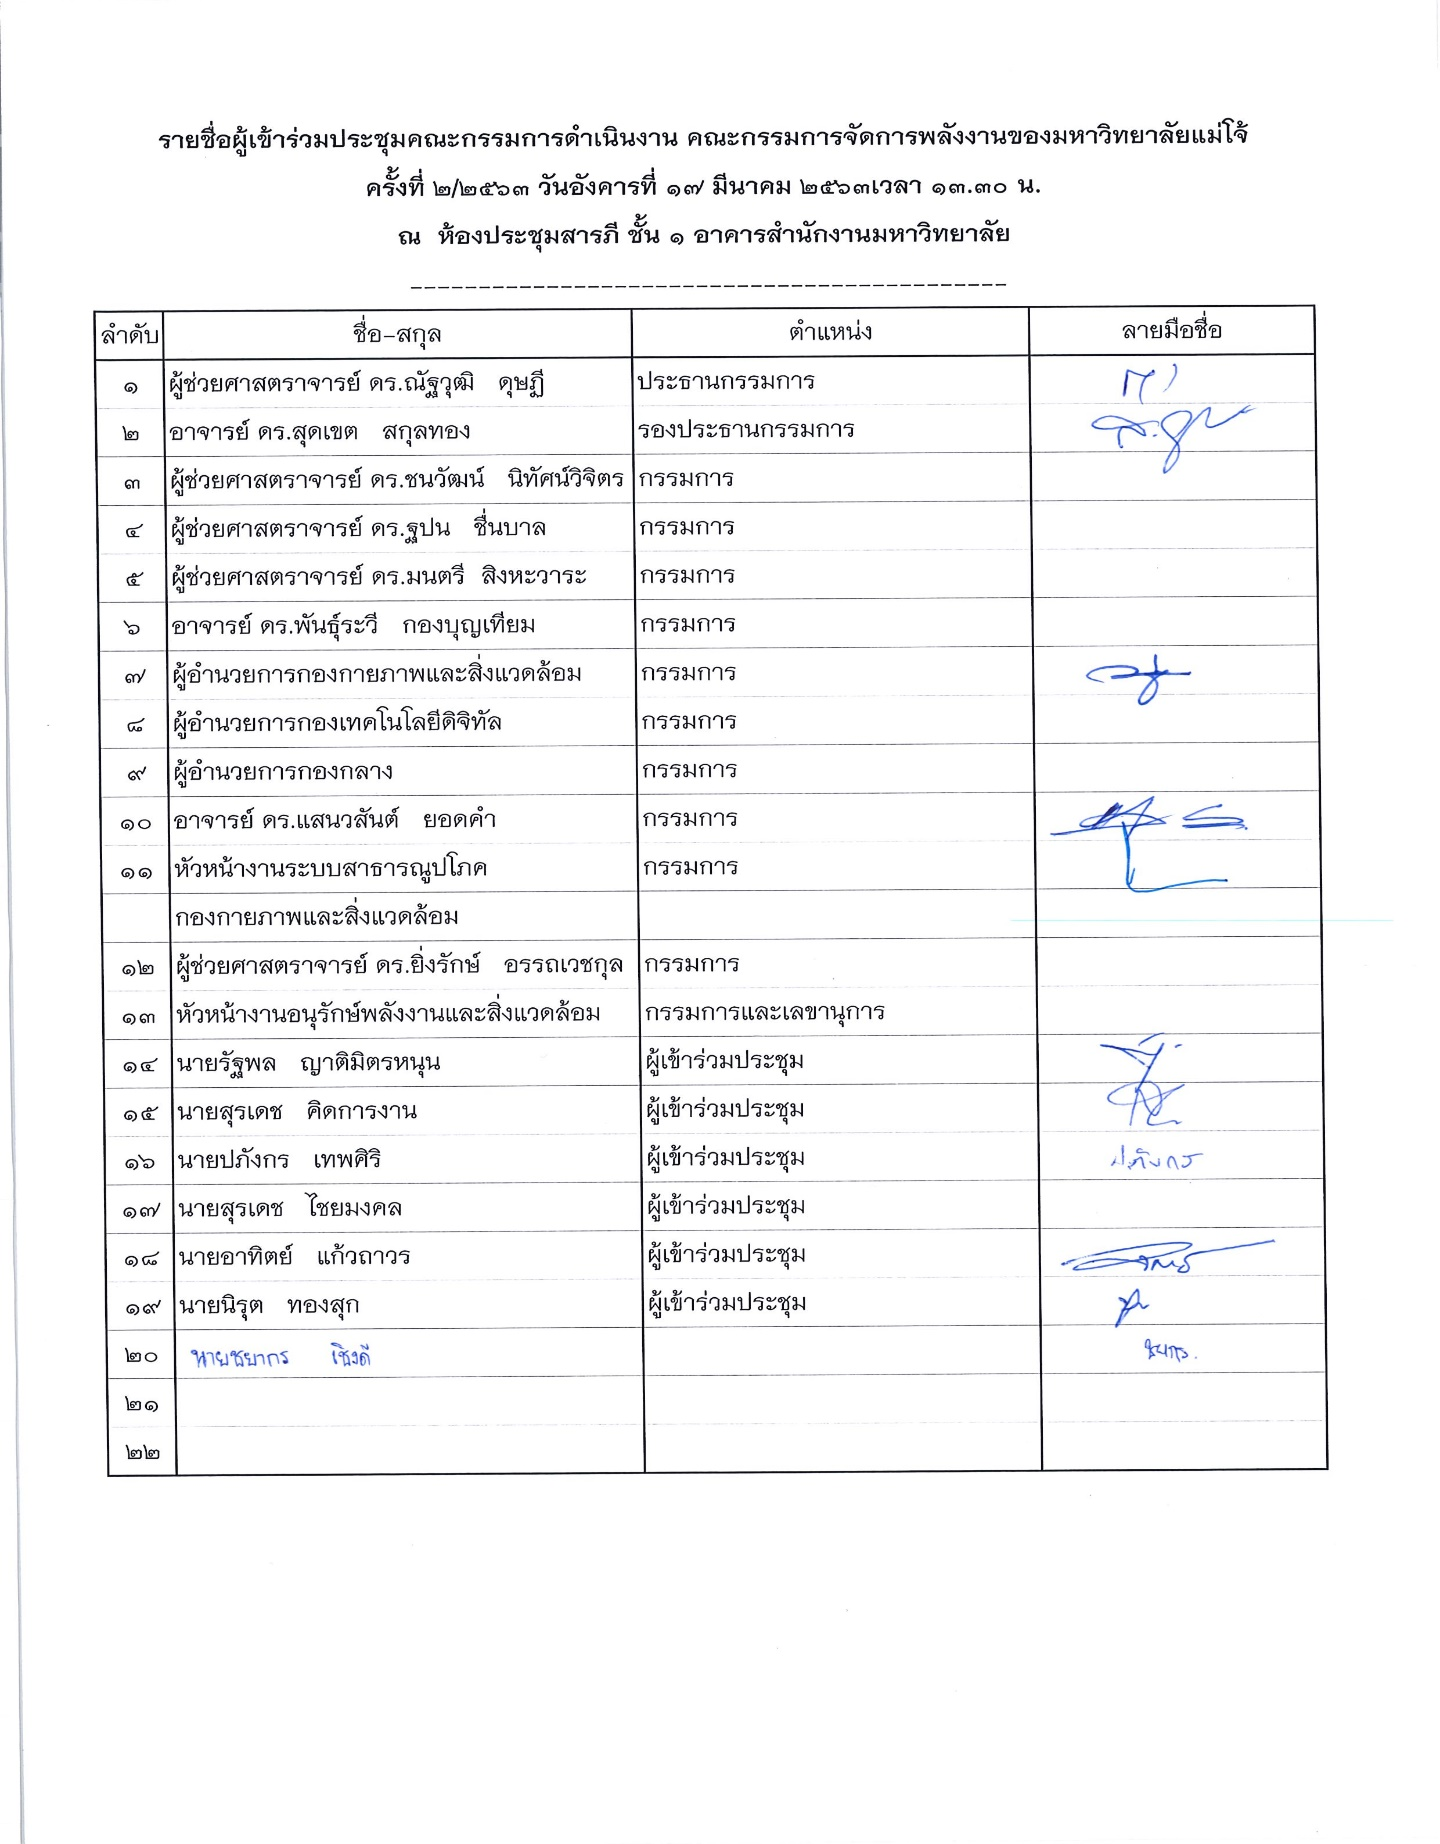 รายชื่อผู้เข้าร่วมประชุมคณะกรรมการดำเนินงาน คณะกรรมการจัดการพลังงานของมหาวิทยาลัยแม่โจ้
ครั้งที่ ๒/๒๕๖๓ วันอังคารที่ ๑๗ มีนาคม ๒๕๖๓เวลา ๑๓.๓๐ น.
ณ ห้องประชุมสารภี ชั้น ๑ อาคารสำนักงานมหาวิทยาลัย
--------------------------------------------
ลำดับ ชื่อ-สกุล ตำแหน่ง ลายมือชื่อ
๑ ผู้ช่วยศาสตราจารย์ ดร.ณัฐวุฒิ ดุษฎี ประธานกรรมการ
๒ อาจารย์ ดร.สุดเขต สกุลทอง รองประธานกรรมการ
๓ ผู้ช่วยศาสตราจารย์ ดร.ชนวัฒน์ นิทัศน์วิจิตร กรรมการ
๔ ผู้ช่วยศาสตราจารย์ ดร.ฐปน ชื่นบาล กรรมการ
๕ ผู้ช่วยศาสตราจารย์ ดร.มนตรี สิงหะวาระ กรรมการ
๖ อาจารย์ ดร.พันธุ์ระวี กองบุญเทียม กรรมการ
๗ ผู้อำนวยการกองกายภาพและสิ่งแวดล้อม กรรมการ
๘ ผู้อำนวยการกองเทคโนโลยีดิจิทัล กรรมการ
๙ ผู้อำนวยการกองกลาง กรรมการ
๑๐ อาจารย์ ดร.แสนวสันต์ ยอดคำ กรรมการ
๑๑ หัวหน้างานระบบสาธารณูปโภค กรรมการ
กองกายภาพและสิ่งแวดล้อม
๑๒ ผู้ช่วยศาสตราจารย์ ดร.ยิ่งรักษ์ อรรถเวชกุล กรรมการ
๑๓ หัวหน้างานอนุรักษ์พลังงานและสิ่งแวดล้อม กรรมการและเลขานุการ
๑๔ นายรัฐพล ญาติมิตรหนุน ผู้เข้าร่วมประชุม
๑๕ นายสุรเดช คิดการงาน ผู้เข้าร่วมประชุม
๑๖ นายปภังกร เทพศิริ ผู้เข้าร่วมประชุม ปภังกร
๑๗ นายสุรเดช ไชยมงคล ผู้เข้าร่วมประชุม
๑๘ นายอาทิตย์ แก้วถาวร ผู้เข้าร่วมประชุม
๑๙ นายนิรุต ทองสุก ผู้เข้าร่วมประชุม
๒๐ นายชยากร เชิงดี
๒๑
๒๒